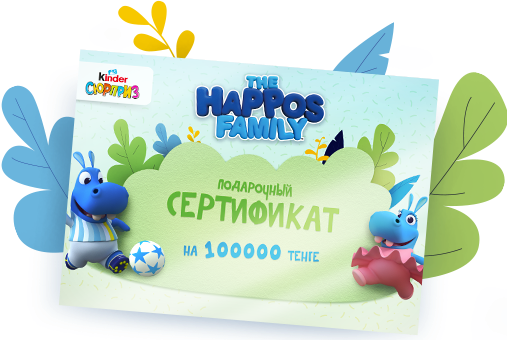 Kinder
СЮРПРИЗ
THE
HAPPOS
FAMILY
ПОДАРОЧНЫЙ
СЕРТИФИКАТ
НА 100000 ТЕНГЕ